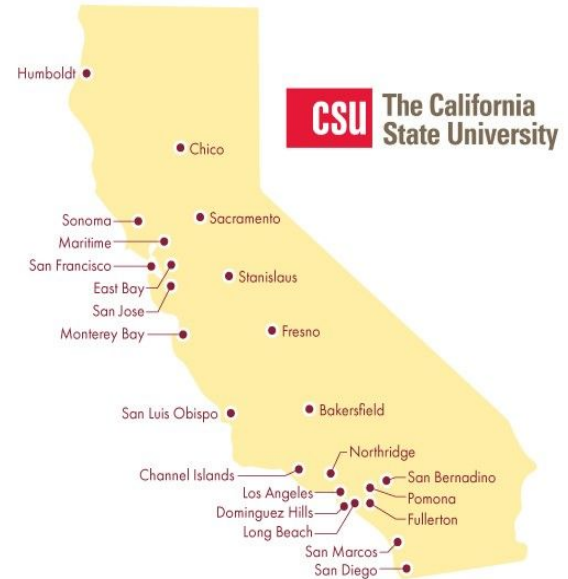 Humboldt
CSU The California
State University
Chico
Sonoma
Sacramento
Maritime
San Francisco
Stanislaus
East Bay
San Jose
Monterey Bay
Fresno
San Luis Obispo
Bakersfield
Northridge
Channel Islands
San Bernadino
Los Angeles
Pomona
Dominguez Hills
Fullerton
Long Beach
San Marcos
San Diego